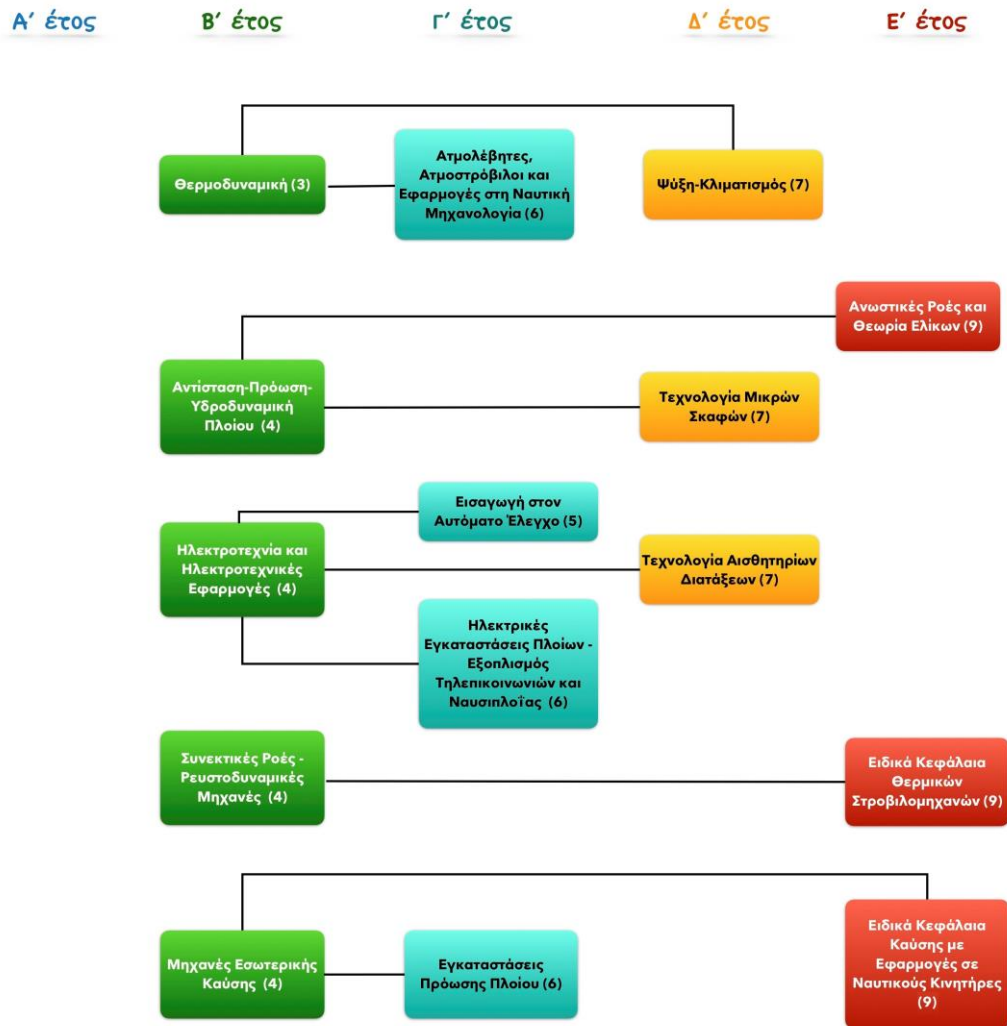 Α' έτος
Β' έτος
Γ' έτος
Δ' έτος
Ε' έτος
Θερμοδυναμική (3)
Ατμολέβητες,
Ατμοστρόβιλοι και
Εφαρμογές στη Ναυτική
Μηχανολογία (6)
Ψύξη-Κλιματισμός (7)
Ανωστικές Ροές και
Θεωρία Ελίκων (9)
Αντίσταση-Πρόωση-
Υδροδυναμική
Πλοίου (4)
Τεχνολογία Μικρών
Σκαφών (7)
Εισαγωγή στον
Αυτόματο Έλεγχο (5)
Ηλεκτροτεχνία και
Ηλεκτροτεχνικές
Εφαρμογές (4)
Τεχνολογία Αισθητηρίων
Διατάξεων (7)
Ηλεκτρικές
Εγκαταστάσεις Πλοίων -
Εξοπλισμός
Τηλεπικοινωνιών και
Ναυσιπλοΐας (6)
Συνεκτικές Ροές -
Ρευστοδυναμικές
Μηχανές (4)
Ειδικά Κεφάλαια
Θερμικών
Στροβιλομηχανών (9)
Μηχανές Εσωτερικής
Καύσης (4)
Εγκαταστάσεις
Πρόωσης Πλοίου (6)
Ειδικά Κεφάλαια
Καύσης με
Εφαρμογές σε
Ναυτικούς Κινητήρες
(9)